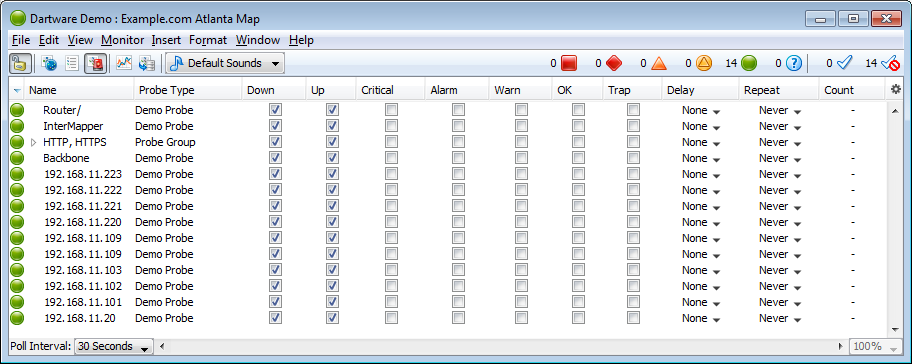 Dartware Demo : Example.com Atlanta Map
File Edit View Monitor Insert Format Window Help
Default Sounds 0 0 0 0 14 0 ? 0 14
Name Probe Type Down Up Critical Alarm Warn OK Trap Delay Repeat Count
Router/ Demo Probe None Never -
InterMapper Demo Probe None Never -
HTTP, HTTPS Probe Group None Never -
Backbone Demo Probe None Never -
192.168.11.223 Demo Probe None Never -
192.168.11.222 Demo Probe None Never -
192.168.11.221 Demo Probe None Never -
192.168.11.220 Demo Probe None Never -
192.168.11.109 Demo Probe None Never -
192.168.11.109 Demo Probe None Never -
192.168.11.103 Demo Probe None Never -
192.168.11.102 Demo Probe None Never -
192.168.11.101 Demo Probe None Never -
192.168.11.20 Demo Probe None Never -
Poll Interval: 30 Seconds 100%